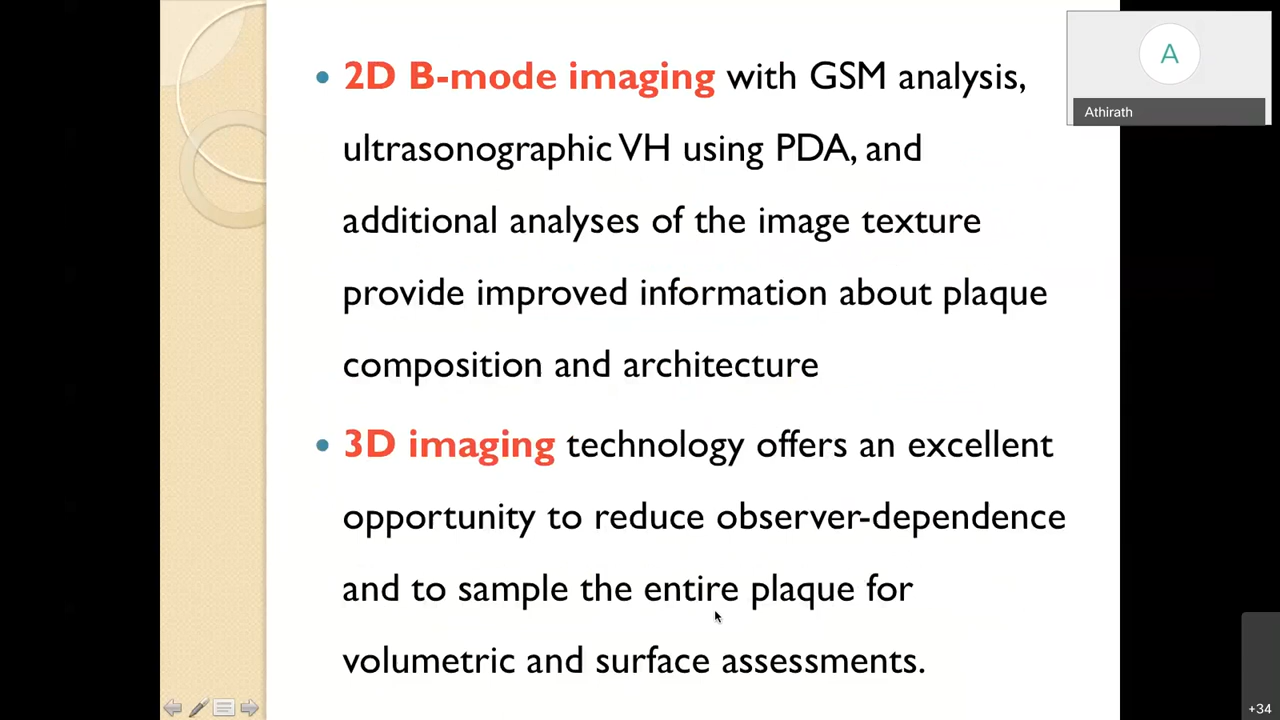 • 2D B-mode imaging with GSM analysis,
ultrasonographic VH using PDA, and
additional analyses of the image texture
provide improved information about plaque
composition and architecture
• 3D imaging technology offers an excellent
opportunity to reduce observer-dependence
and to sample the entire plaque for
volumetric and surface assessments.
A
Athirath
+34